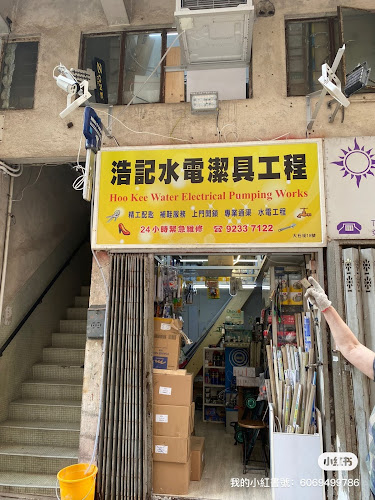 浩記水電潔具工程
Hoo Kee Water Electrical Pumping Works
精工配匙 補鞋服務 上門開鎖 專業通渠 水電工程
24小時緊急維修 ☎ 9233 7122
小红书
我的小红书号: 6069499786